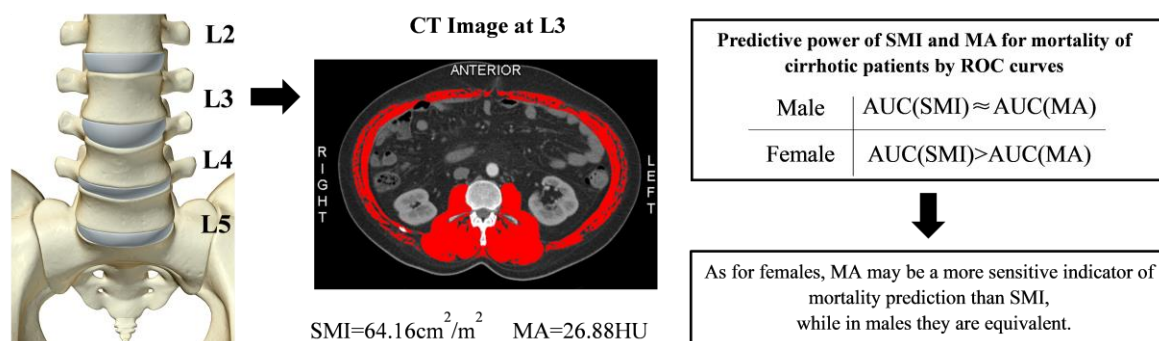 L2
L3
L4
L5
CT Image at L3
ANTERIOR
RIGHT
LEFT
SMI=64.16cm²/m² MA=26.88HU
Predictive power of SMI and MA for mortality of
cirrhotic patients by ROC curves
Male AUC(SMI)≈AUC(MA)
Female AUC(SMI)>AUC(MA)
As for females, MA may be a more sensitive indicator of
mortality prediction than SMI,
while in males they are equivalent.